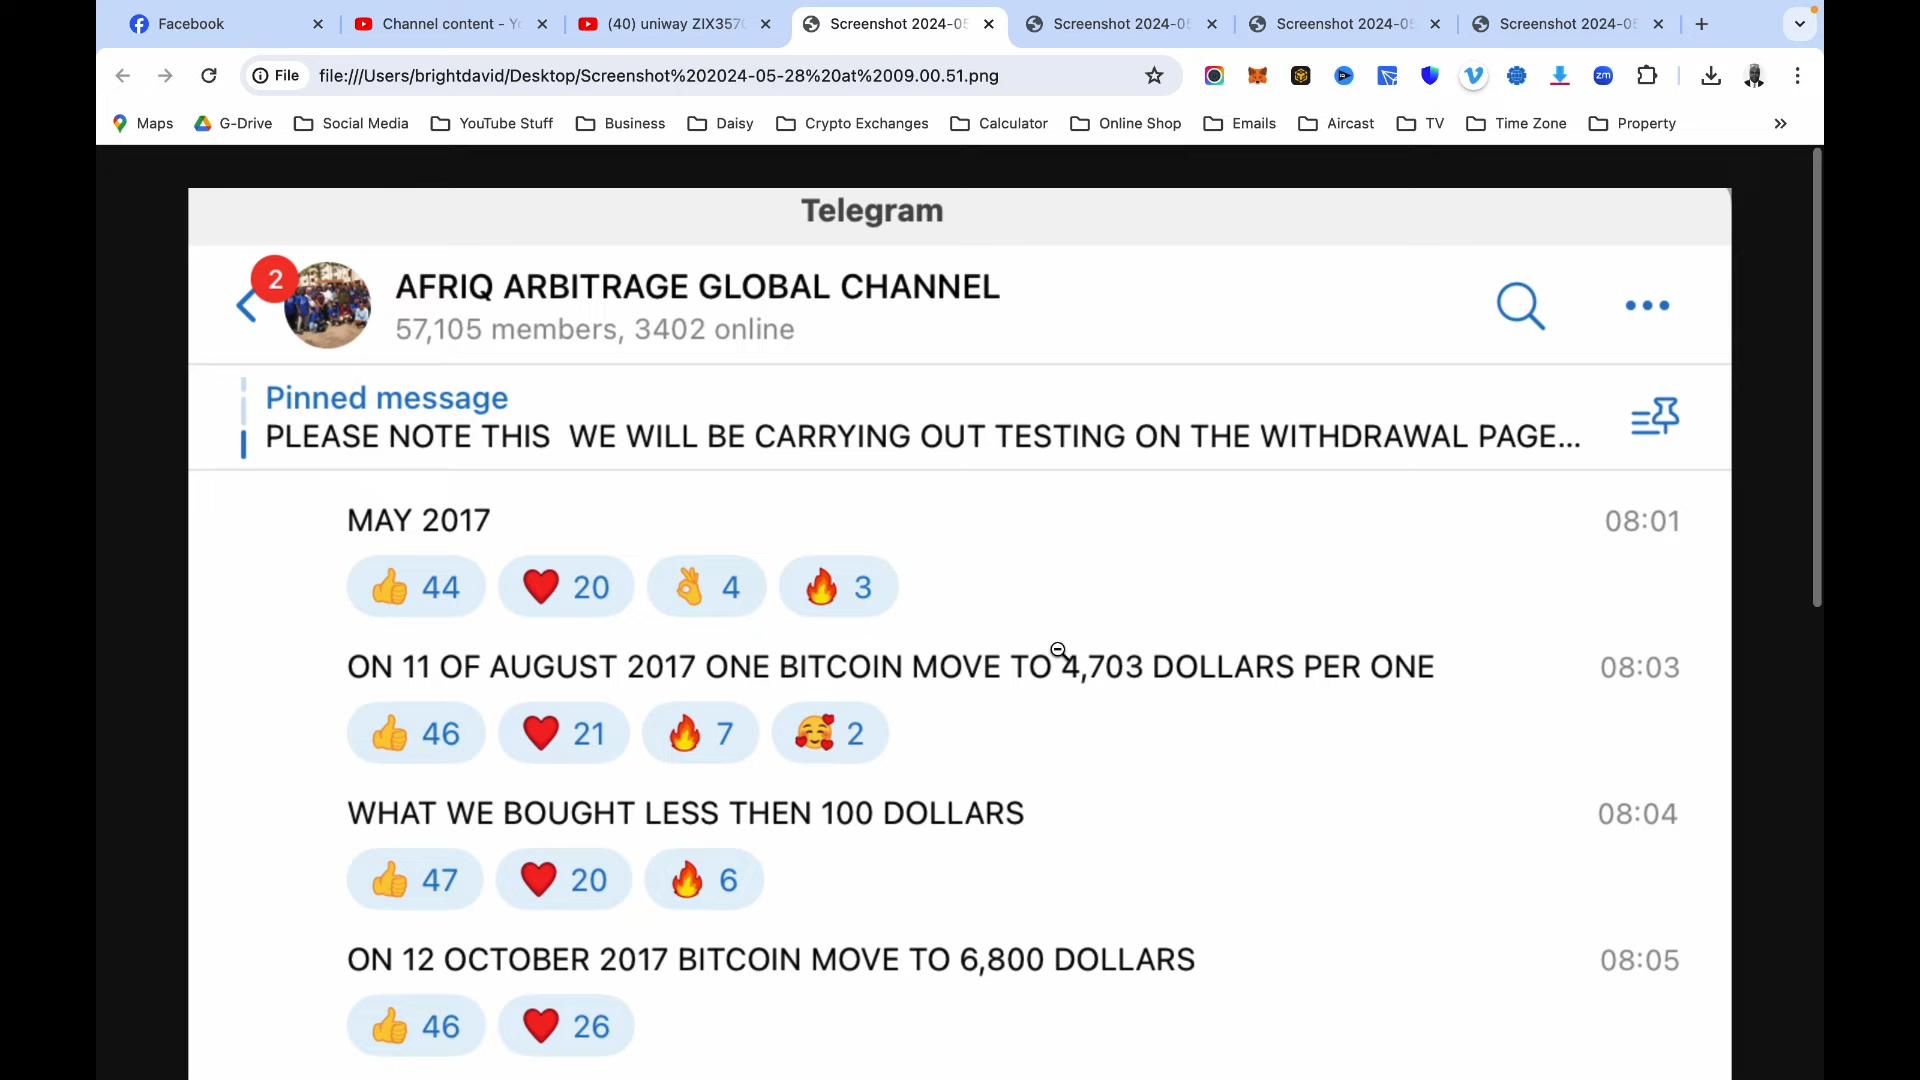 Facebook
Channel content - Yo
(40) uniway ZIX357
Screenshot 2024-05
Screenshot 2024-05
Screenshot 2024-05
Screenshot 2024-05
File
file:///Users/brightdavid/Desktop/Screenshot%202024-05-28%20at%2009.00.51.png
zm
Maps
G-Drive
Social Media
YouTube Stuff
Business
Daisy
Crypto Exchanges
Calculator
Online Shop
Emails
Aircast
TV
Time Zone
Property
Telegram
2
AFRIQ ARBITRAGE GLOBAL CHANNEL
57,105 members, 3402 online
Pinned message
PLEASE NOTE THIS WE WILL BE CARRYING OUT TESTING ON THE WITHDRAWAL PAGE...
MAY 2017 08:01
44 20 4 3
ON 11 OF AUGUST 2017 ONE BITCOIN MOVE TO 4,703 DOLLARS PER ONE 08:03
46 21 7 2
WHAT WE BOUGHT LESS THEN 100 DOLLARS 08:04
47 20 6
ON 12 OCTOBER 2017 BITCOIN MOVE TO 6,800 DOLLARS 08:05
46 26